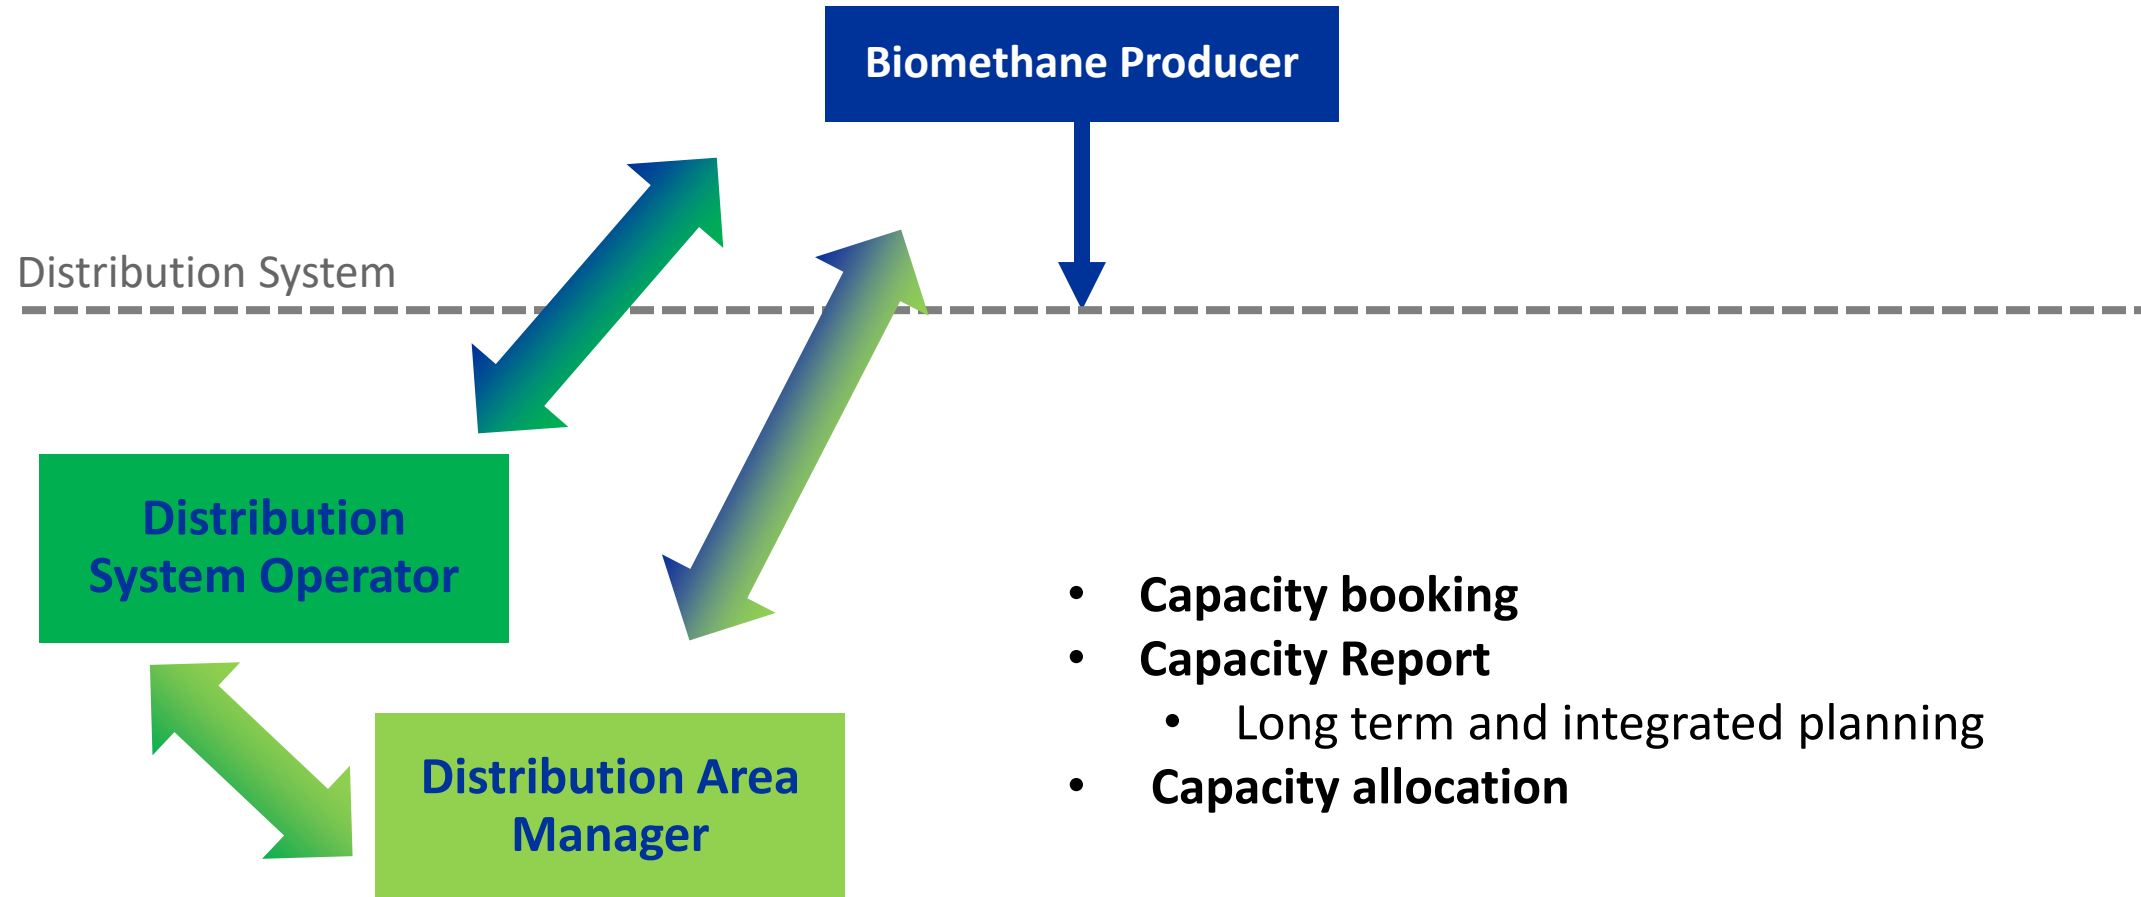 Biomethane Producer
Distribution System
Distribution
System Operator
Distribution Area
Manager
• Capacity booking
• Capacity Report
• Long term and integrated planning
• Capacity allocation